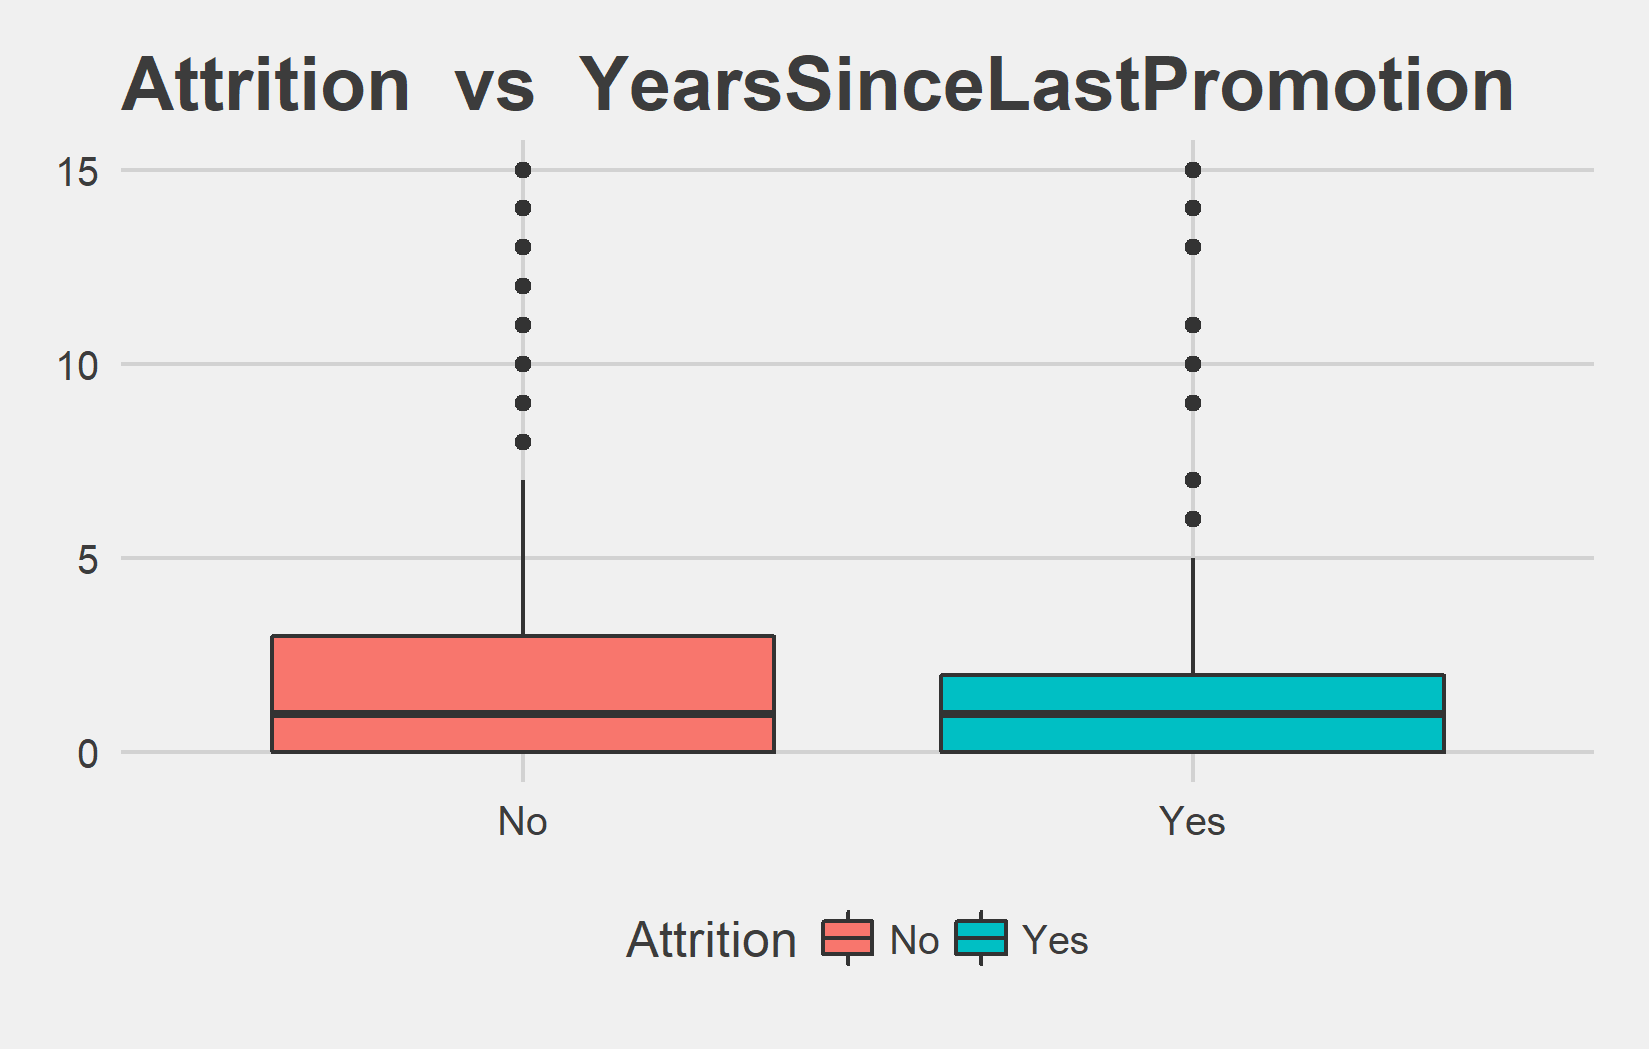 Attrition vs YearsSinceLastPromotion
15
10
5
0
No Yes
Attrition No Yes